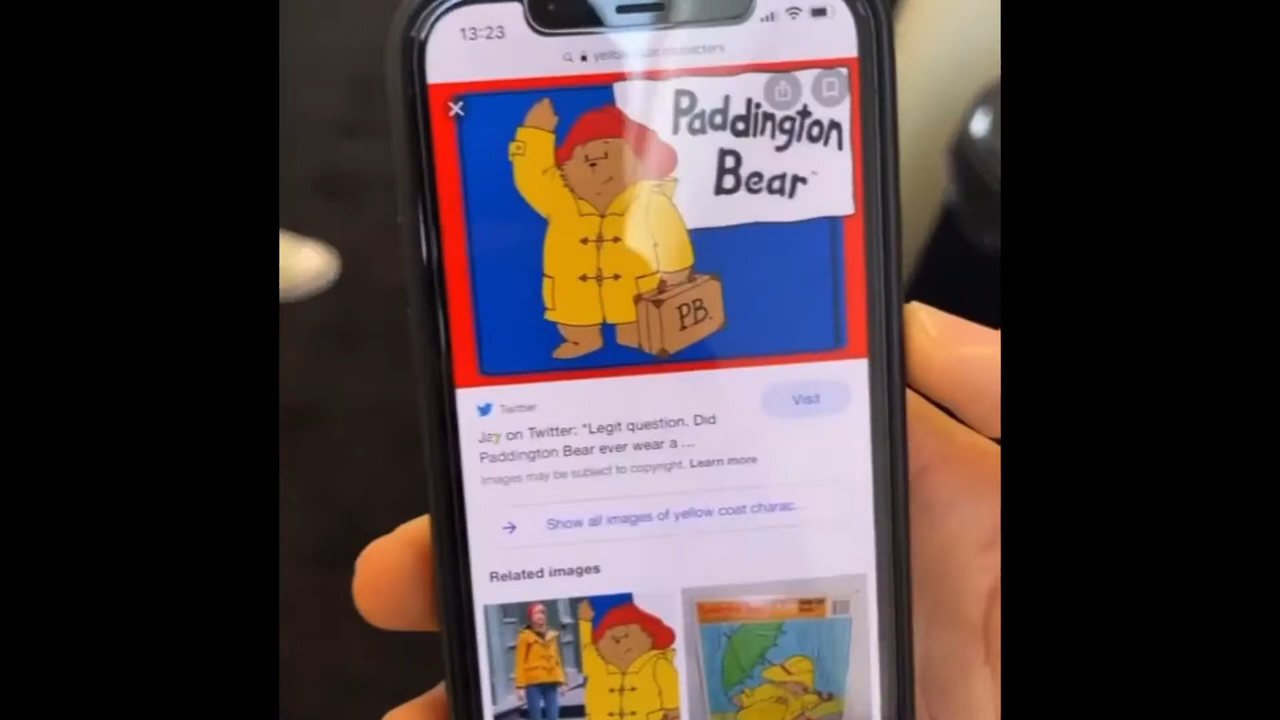 13:23
Paddington
Bear
P.B.
Twitter
Visit
Jay on Twitter: "Legit question. Did
Paddington Bear ever wear a ...
Images may be subject to copyright. Learn more
Show all images of yellow coat charac...
Related images